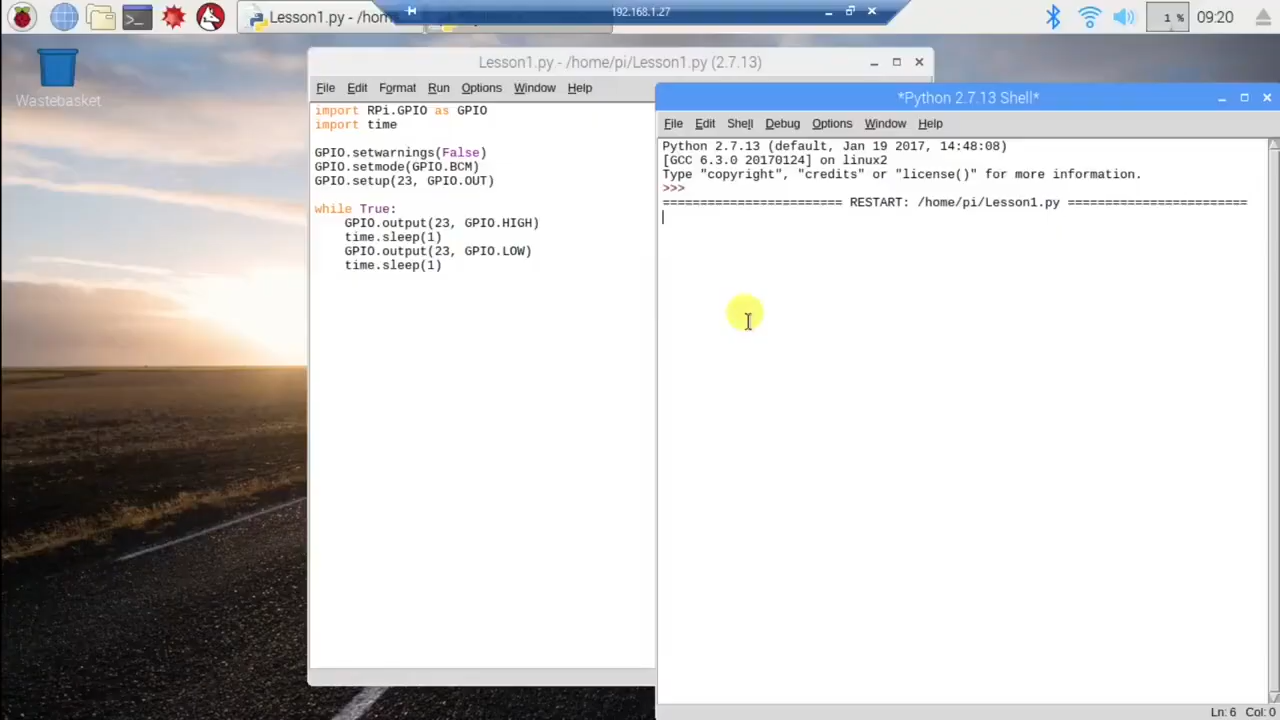 Lesson1.py - /hom
192.168.1.27
1 %
09:20
Wastebasket
Lesson1.py - /home/pi/Lesson1.py (2.7.13)
File Edit Format Run Options Window Help
import RPi.GPIO as GPIO
import time
GPIO.setwarnings(False)
GPIO.setmode(GPIO.BCM)
GPIO.setup(23, GPIO.OUT)
while True:
    GPIO.output(23, GPIO.HIGH)
    time.sleep(1)
    GPIO.output(23, GPIO.LOW)
    time.sleep(1)
*Python 2.7.13 Shell*
File Edit Shell Debug Options Window Help
Python 2.7.13 (default, Jan 19 2017, 14:48:08)
[GCC 6.3.0 20170124] on linux2
Type "copyright", "credits" or "license()" for more information.
>>>
======================== RESTART: /home/pi/Lesson1.py ========================
Ln: 6 Col: 0